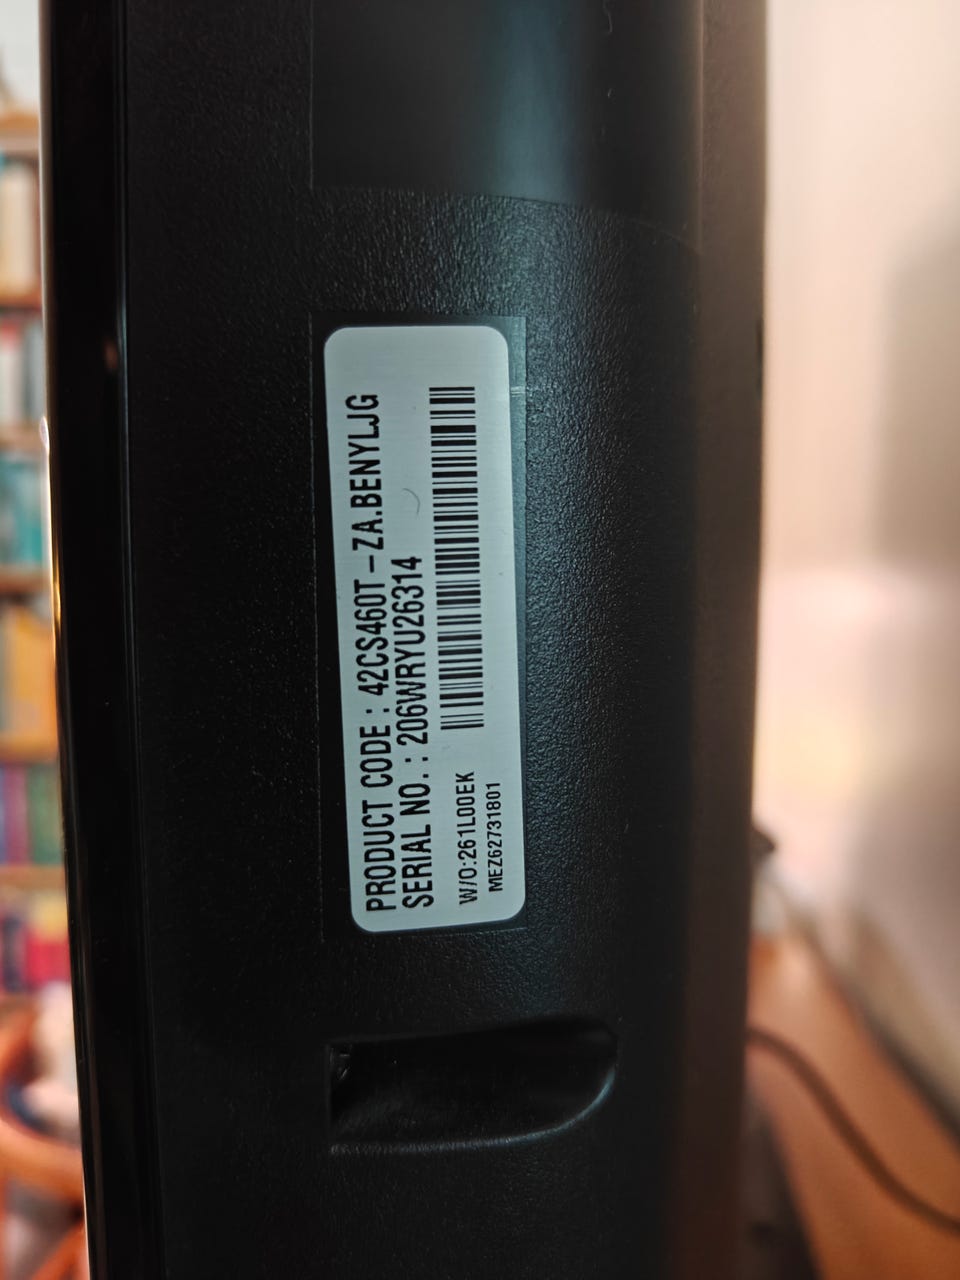 PRODUCT CODE : 42CS460T-ZA.BENYLJG
SERIAL NO. : 206WRYU26314
W/O:261L00EK
MEZ62731801